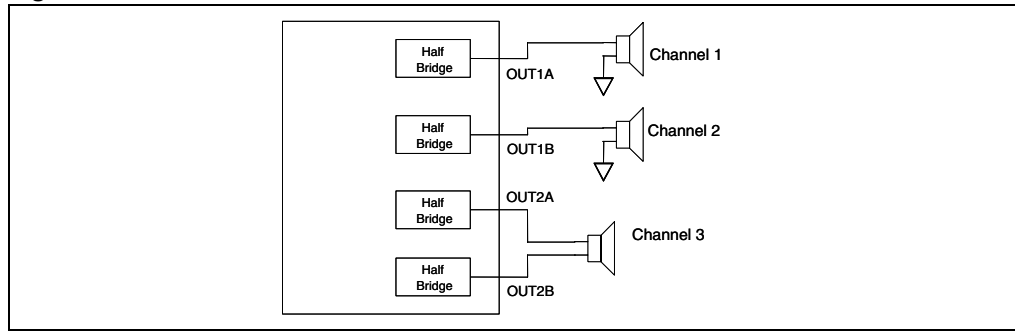 Half
Bridge
OUT1A
Channel 1
Half
Bridge
OUT1B
Channel 2
Half
Bridge
OUT2A
Channel 3
Half
Bridge
OUT2B